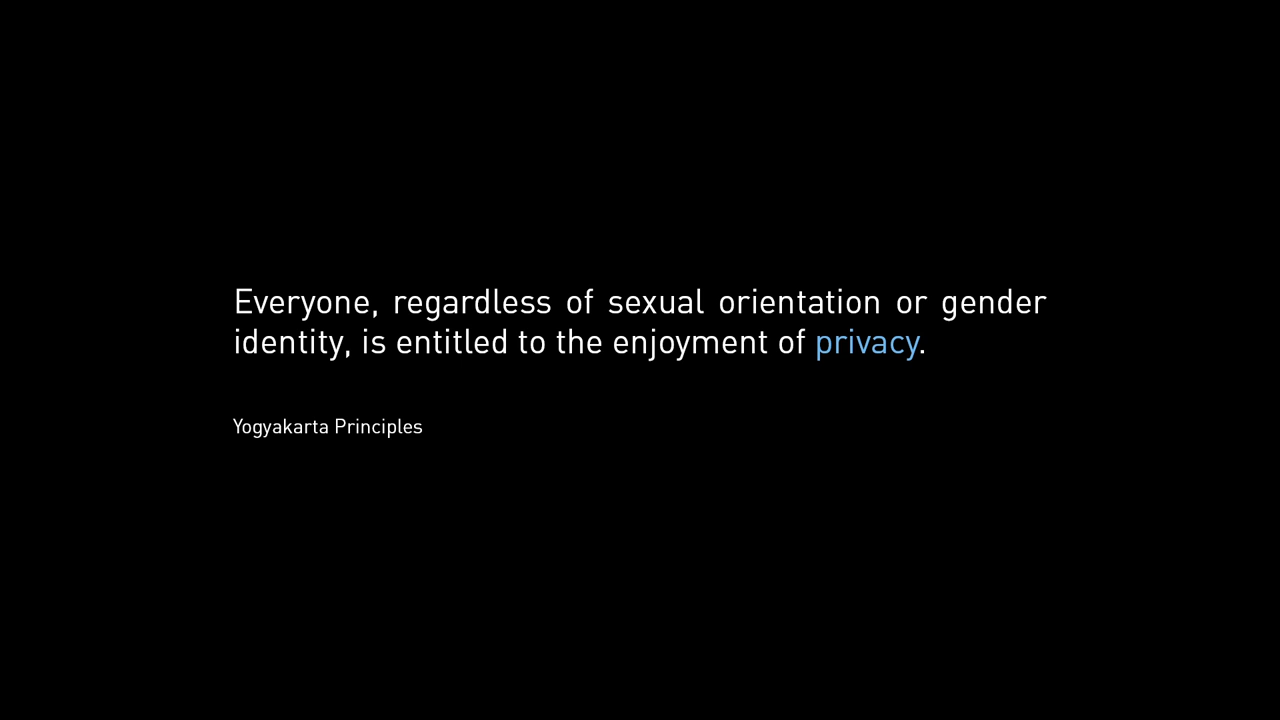 Everyone, regardless of sexual orientation or gender
identity, is entitled to the enjoyment of privacy.
Yogyakarta Principles